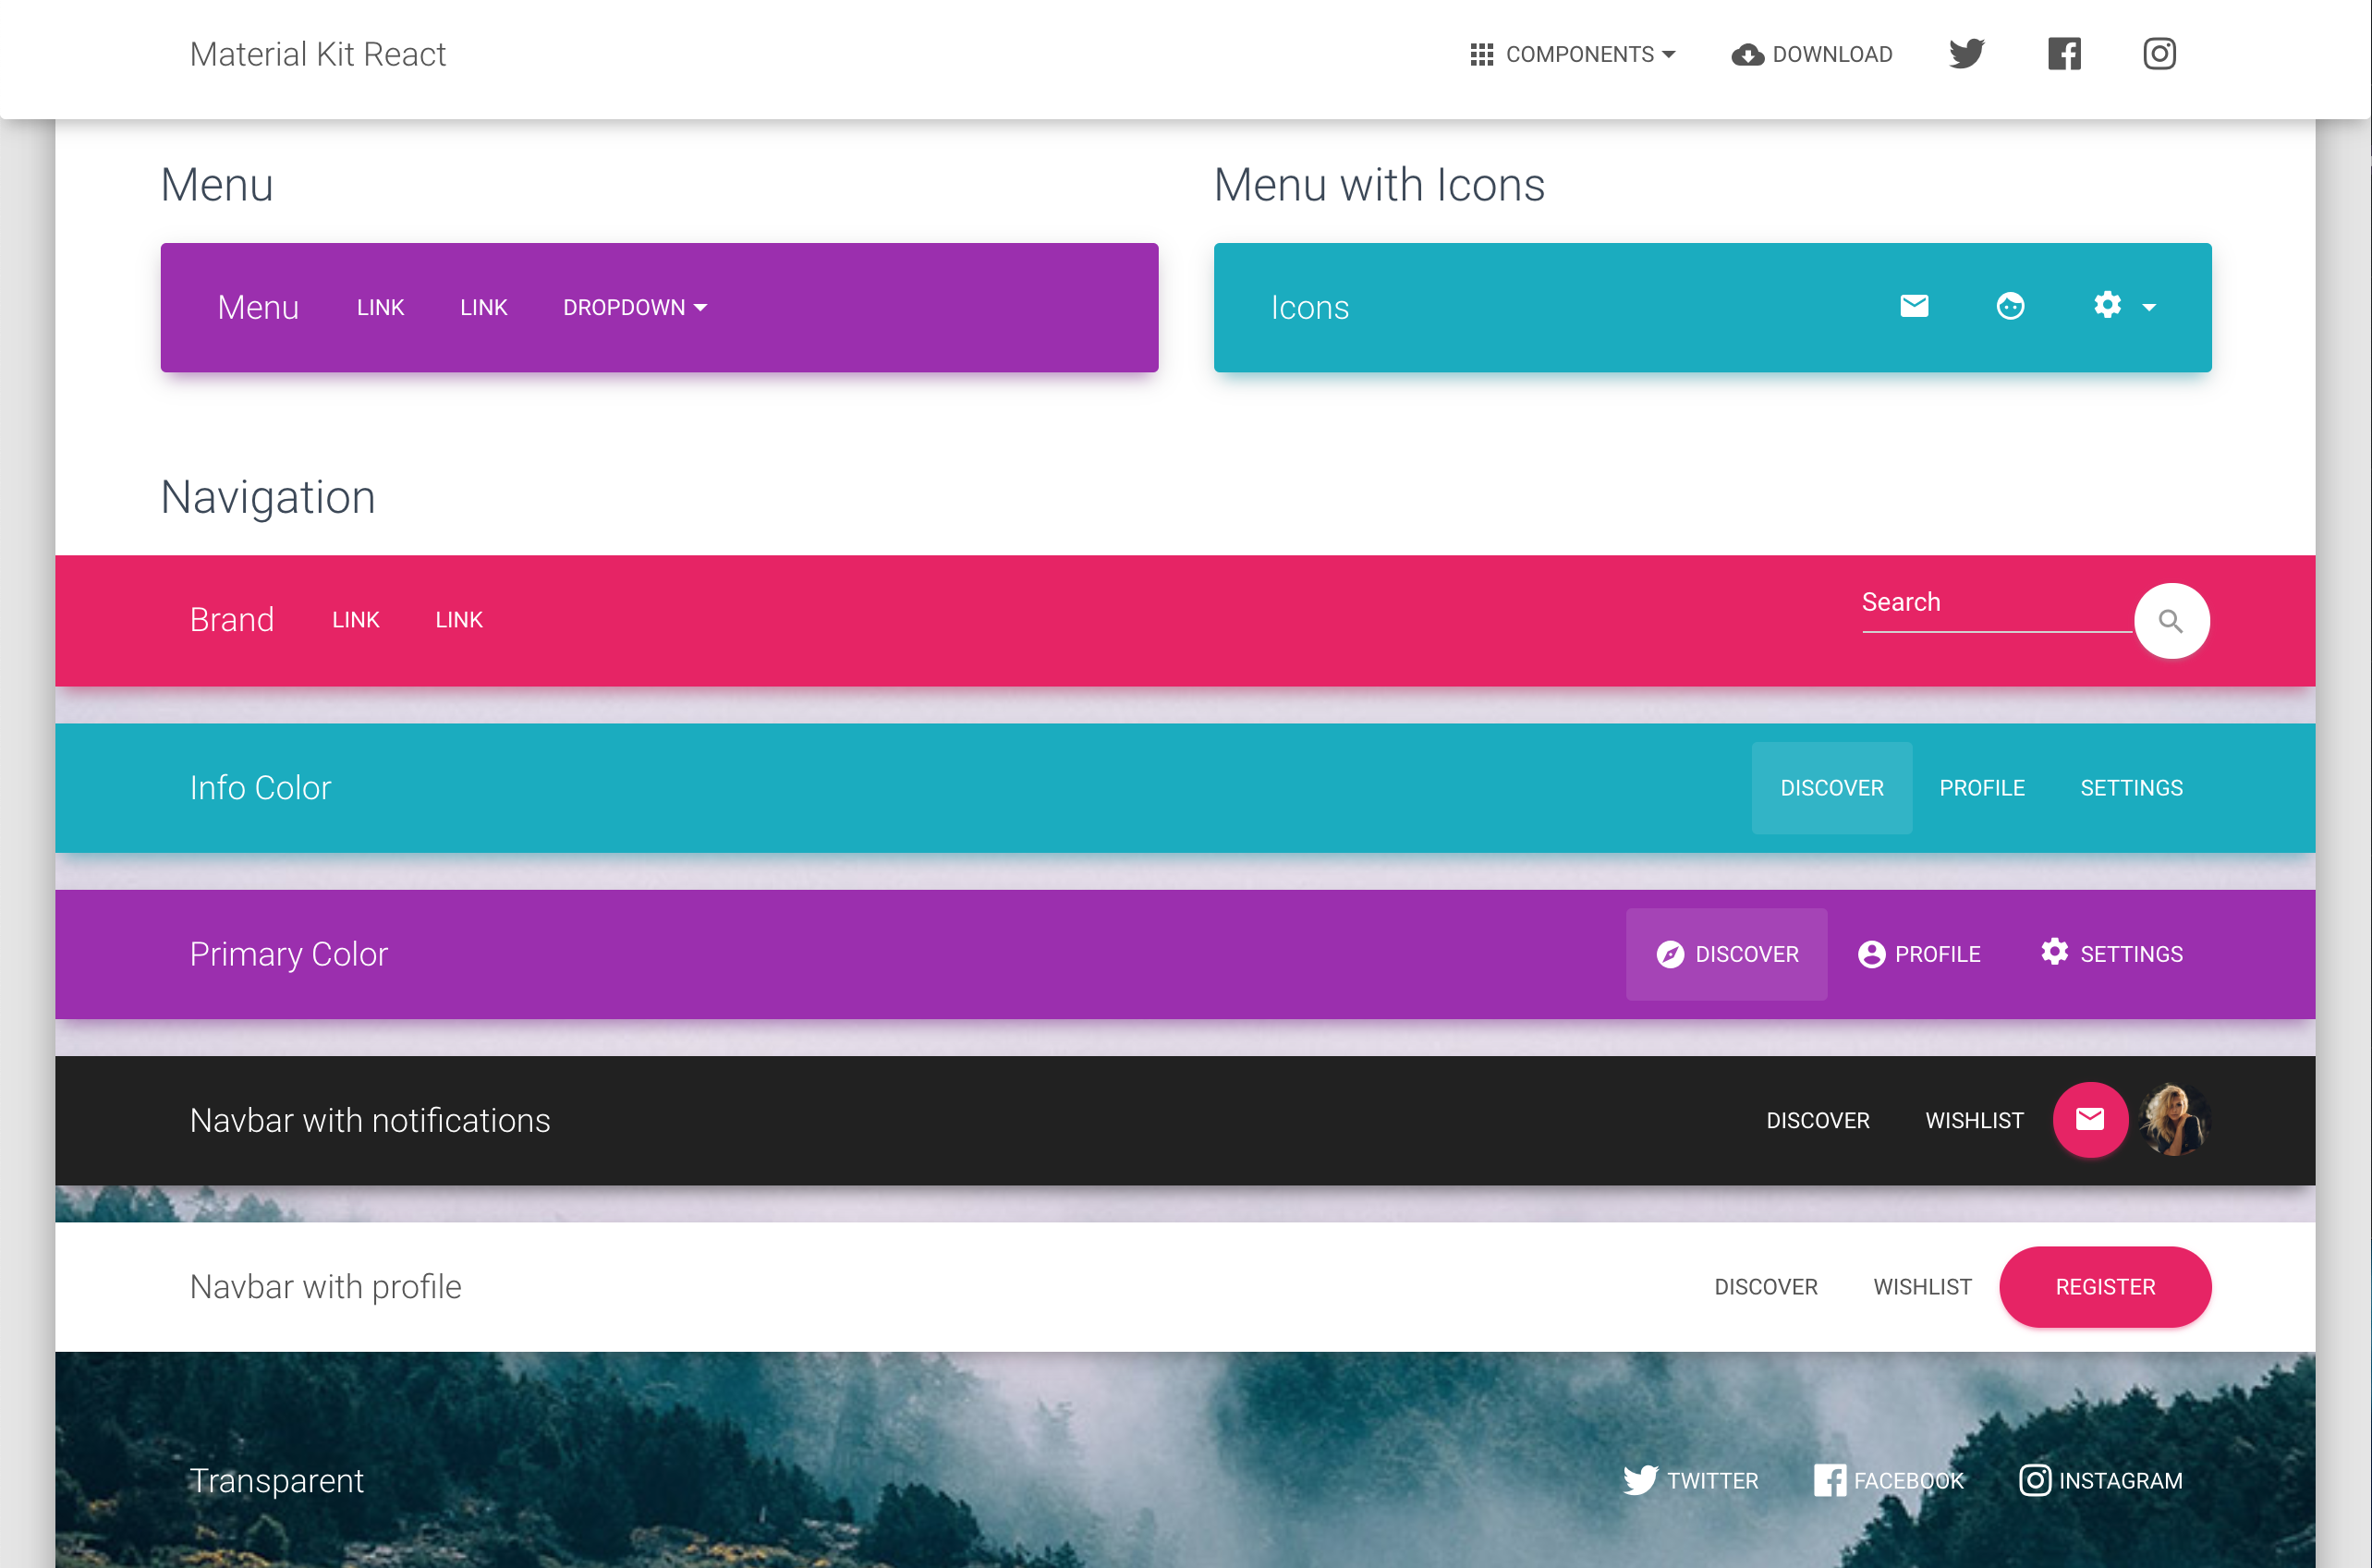 Material Kit React COMPONENTS DOWNLOAD
Menu
Menu LINK LINK DROPDOWN
Menu with Icons
Icons
Navigation
Brand LINK LINK Search
Info Color DISCOVER PROFILE SETTINGS
Primary Color DISCOVER PROFILE SETTINGS
Navbar with notifications DISCOVER WISHLIST
Navbar with profile DISCOVER WISHLIST REGISTER
Transparent TWITTER FACEBOOK INSTAGRAM